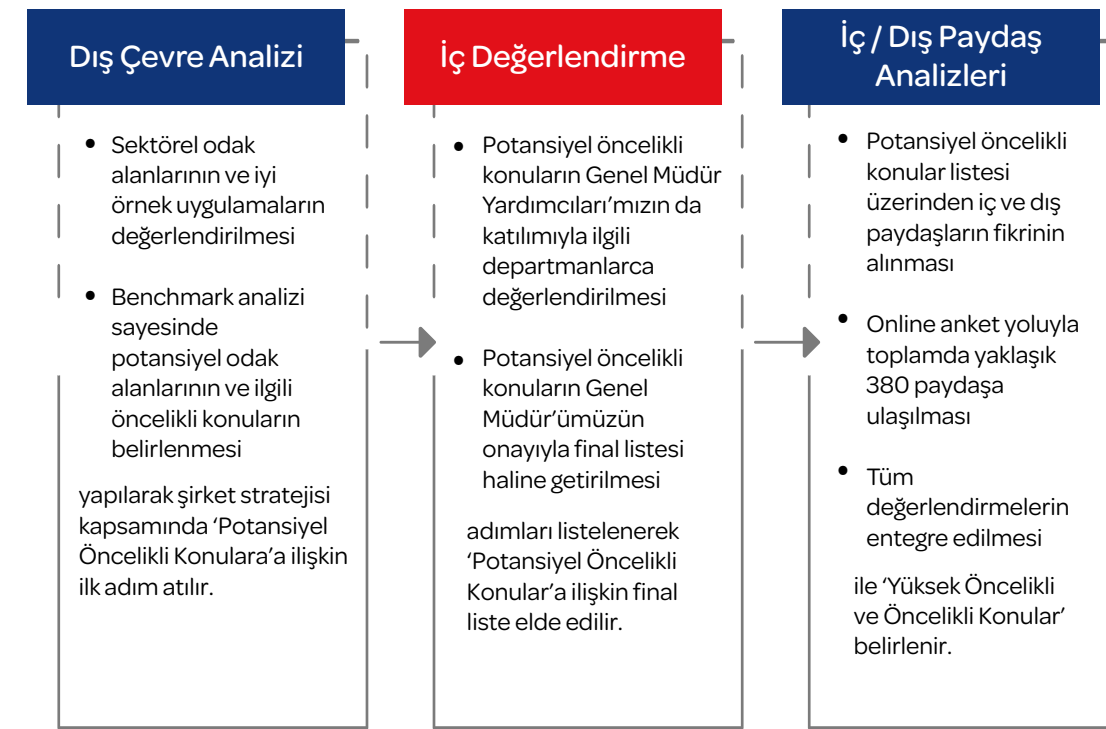 Dış Çevre Analizi
• Sektörel odak
alanlarının ve iyi
örnek uygulamaların
değerlendirilmesi
• Benchmark analizi
sayesinde
potansiyel odak
alanlarının ve ilgili
öncelikli konuların
belirlenmesi
yapılarak şirket stratejisi
kapsamında ‘Potansiyel
Öncelikli Konulara’a ilişkin
ilk adım atılır.
İç Değerlendirme
• Potansiyel öncelikli
konuların Genel Müdür
Yardımcıları’mızın da
katılımıyla ilgili
departmanlarca
değerlendirilmesi
• Potansiyel öncelikli
konuların Genel
Müdür’ümüzün
onayıyla final listesi
haline getirilmesi
adımları listelenerek
‘Potansiyel Öncelikli
Konular’a ilişkin final
liste elde edilir.
İç / Dış Paydaş
Analizleri
• Potansiyel öncelikli
konular listesi
üzerinden iç ve dış
paydaşların fikrinin
alınması
• Online anket yoluyla
toplamda yaklaşık
380 paydaşa
ulaşılması
• Tüm
değerlendirmelerin
entegre edilmesi
ile ‘Yüksek Öncelikli
ve Öncelikli Konular’
belirlenir.